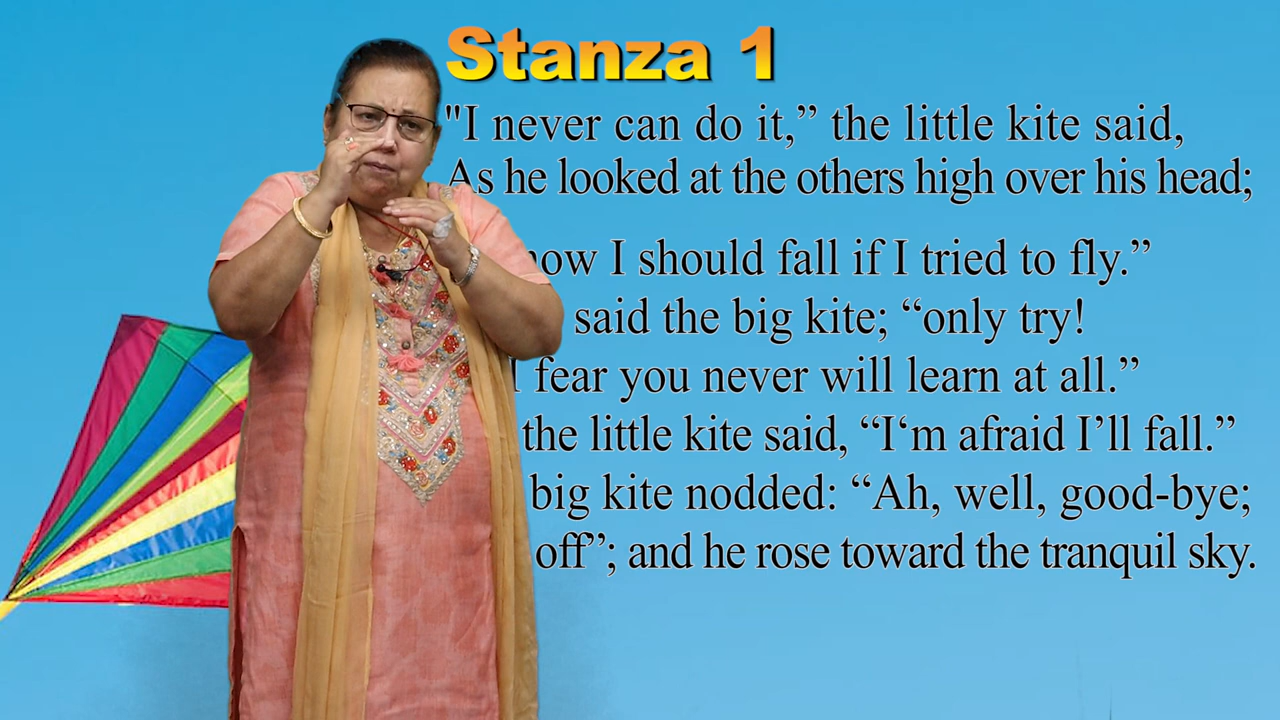 Stanza 1
"I never can do it,” the little kite said,
As he looked at the others high over his head;
I should fall if I tried to fly.”
said the big kite; “only try!
I fear you never will learn at all.”
the little kite said, “I‘m afraid I’ll fall.”
big kite nodded: “Ah, well, good-bye;
off”; and he rose toward the tranquil sky.